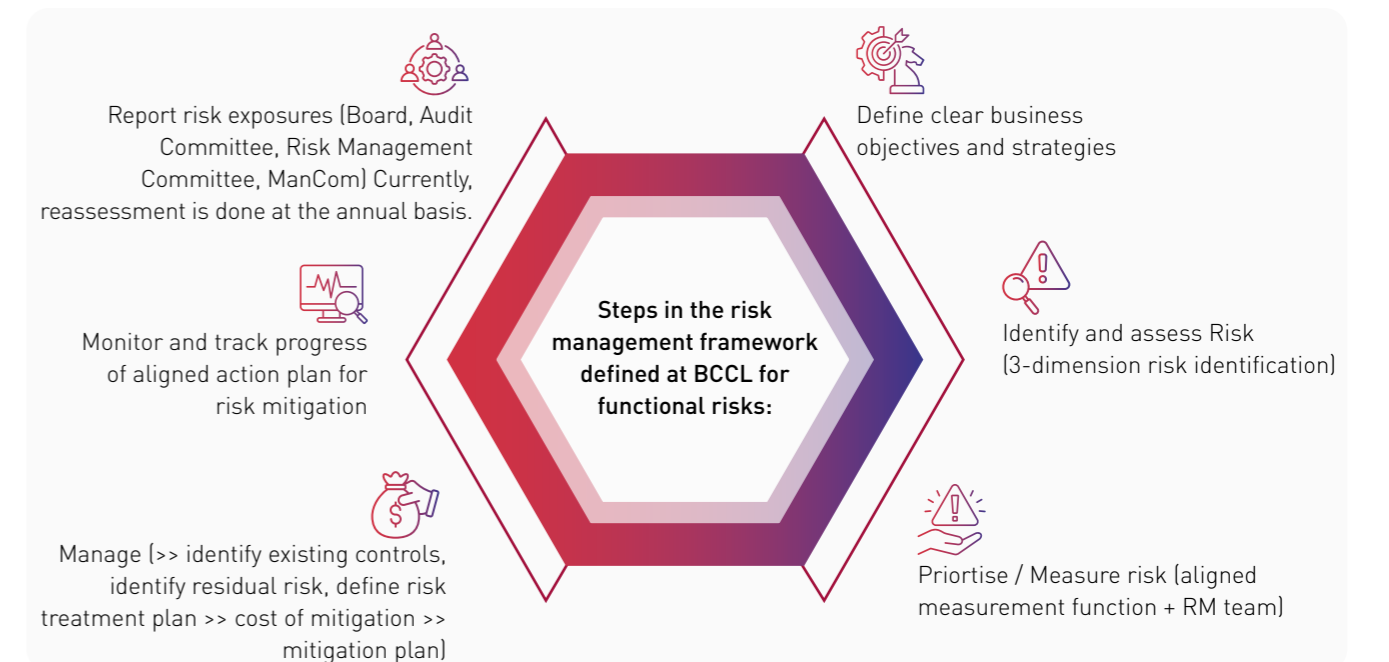 Steps in the risk
management framework
defined at BCCL for
functional risks:
Define clear business
objectives and strategies
Identify and assess Risk
(3-dimension risk identification)
Priortise / Measure risk (aligned
measurement function + RM team)
Manage (>> identify existing controls,
identify residual risk, define risk
treatment plan >> cost of mitigation >>
mitigation plan)
Monitor and track progress
of aligned action plan for
risk mitigation
Report risk exposures (Board, Audit
Committee, Risk Management
Committee, ManCom) Currently,
reassessment is done at the annual basis.